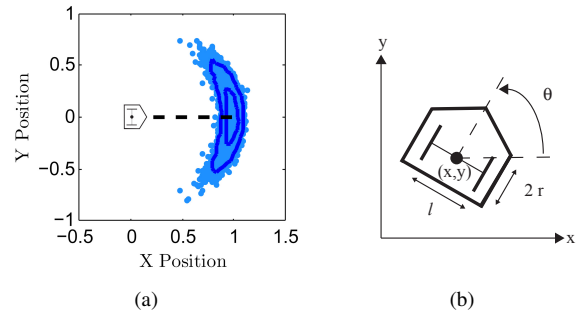 1
0.5
0
−0.5
−1
−0.5
0
0.5
1
1.5
Y Position
X Position
(a)
y
θ
(x,y)
l
2 r
x
(b)